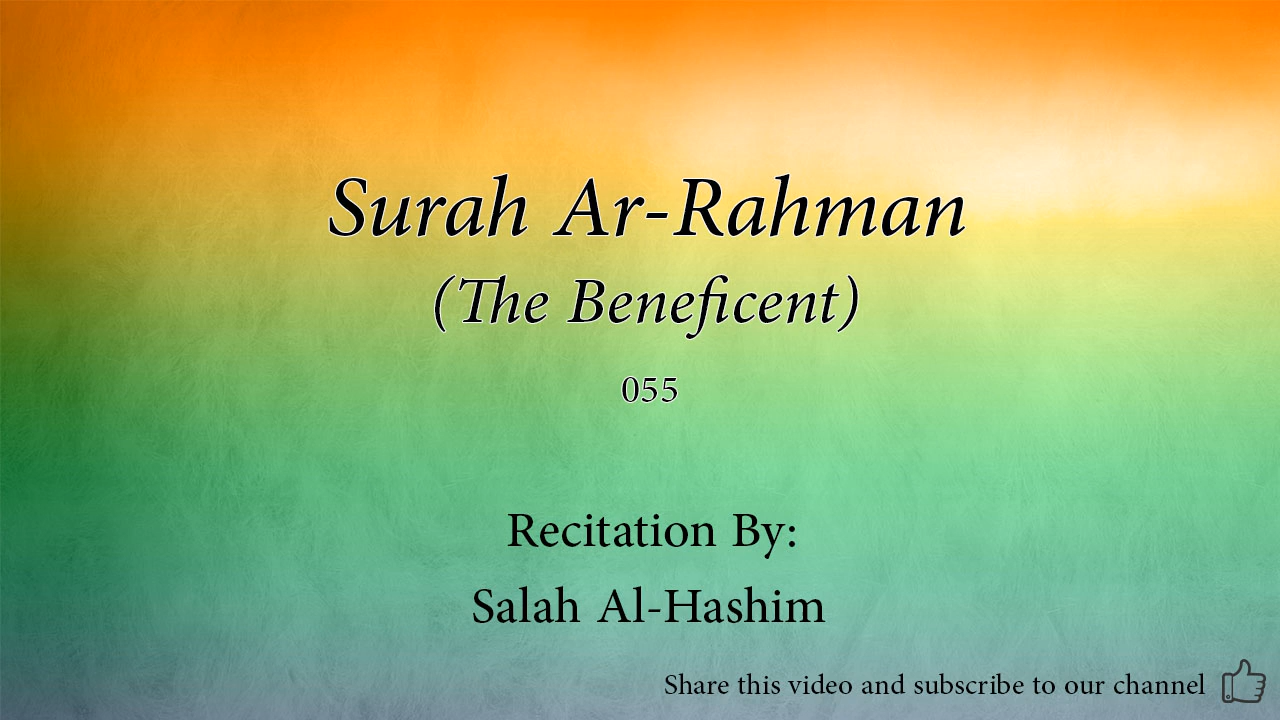 Surah Ar-Rahman
(The Beneficent)
055
Recitation By:
Salah Al-Hashim
Share this video and subscribe to our channel